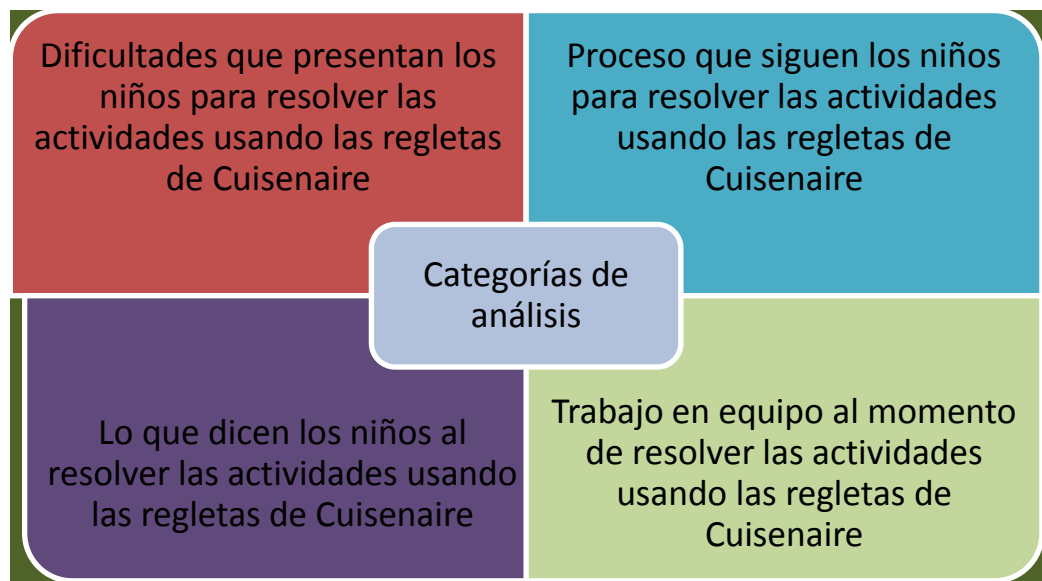 Dificultades que presentan los
niños para resolver las
actividades usando las regletas
de Cuisenaire
Proceso que siguen los niños
para resolver las actividades
usando las regletas de
Cuisenaire
Categorías de
análisis
Lo que dicen los niños al
resolver las actividades usando
las regletas de Cuisenaire
Trabajo en equipo al momento
de resolver las actividades
usando las regletas de
Cuisenaire